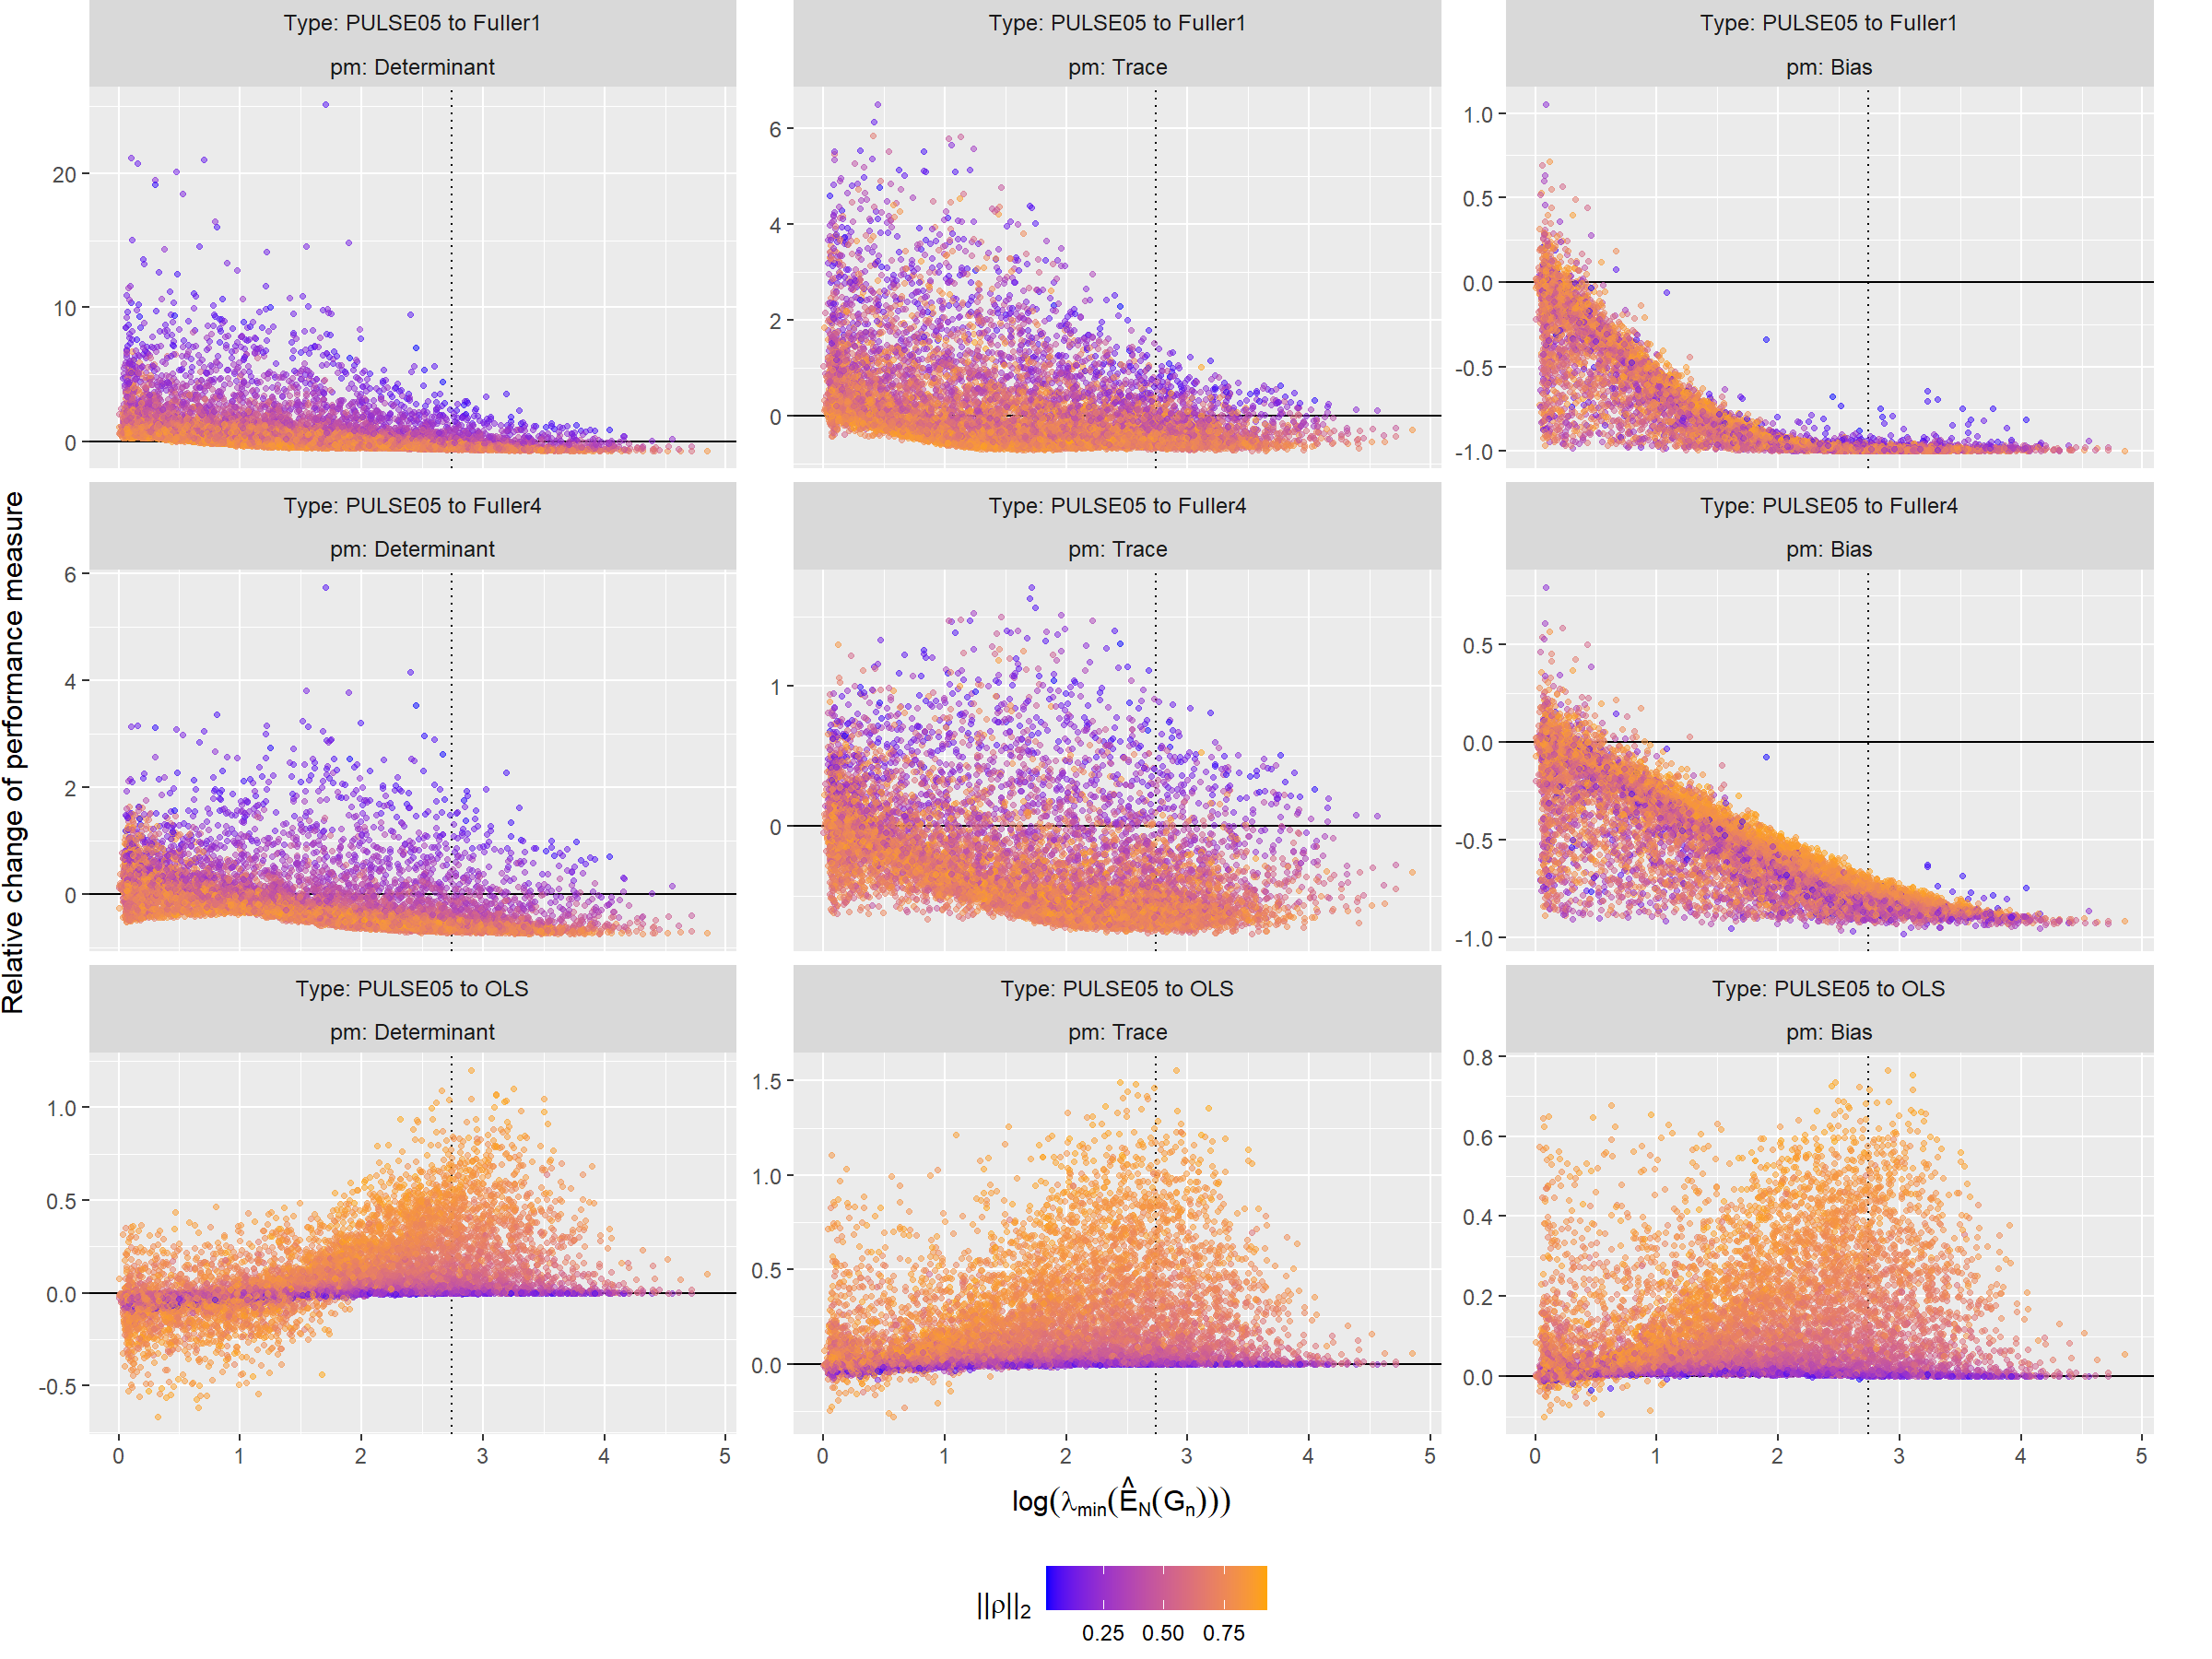 Type: PULSE05 to Fuller1
pm: Determinant
20
10
0
Type: PULSE05 to Fuller1
pm: Trace
6
4
2
0
Type: PULSE05 to Fuller1
pm: Bias
1.0
0.5
0.0
-0.5
-1.0
Relative change of performance measure
Type: PULSE05 to Fuller4
pm: Determinant
6
4
2
0
Type: PULSE05 to Fuller4
pm: Trace
1
0
Type: PULSE05 to Fuller4
pm: Bias
0.5
0.0
-0.5
-1.0
Type: PULSE05 to OLS
pm: Determinant
1.0
0.5
0.0
-0.5
0 1 2 3 4 5
Type: PULSE05 to OLS
pm: Trace
1.5
1.0
0.5
0.0
0 1 2 3 4 5
Type: PULSE05 to OLS
pm: Bias
0.8
0.6
0.4
0.2
0.0
0 1 2 3 4 5
log(λmin(ÊN(Gn)))
||ρ||2
0.25 0.50 0.75